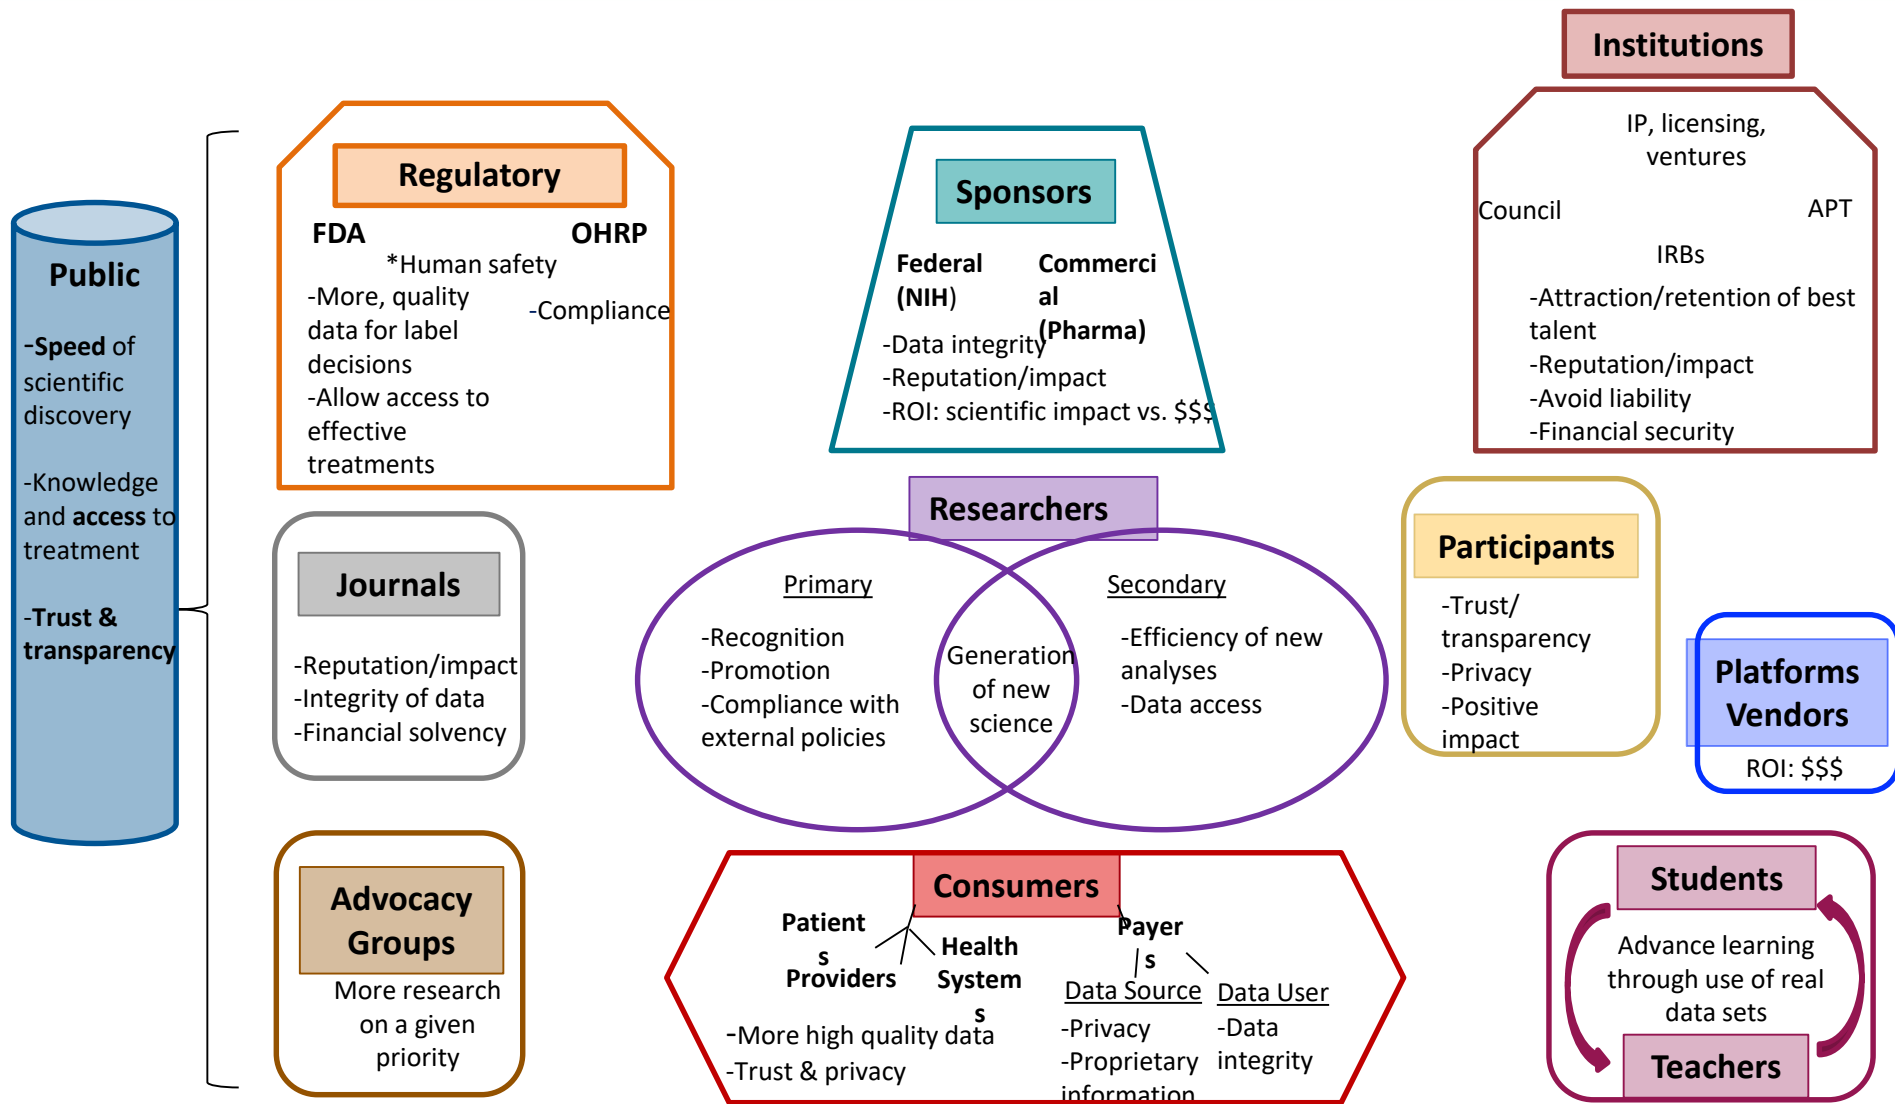 Institutions
IP, licensing,
ventures
Council
APT
IRBs
-Attraction/retention of best
talent
-Reputation/impact
-Avoid liability
-Financial security
Regulatory
FDA
OHRP
*Human safety
-More, quality
data for label
decisions
-Compliance
-Allow access to
effective
treatments
Sponsors
Federal
(NIH)
Commerci
al
(Pharma)
-Data integrity
-Reputation/impact
-ROI: scientific impact vs. $$$
Public
-Speed of
scientific
discovery
-Knowledge
and access to
treatment
-Trust &
transparency
Journals
-Reputation/impact
-Integrity of data
-Financial solvency
Researchers
Primary
-Recognition
-Promotion
-Compliance with
external policies
Generation
of new
science
Secondary
-Efficiency of new
analyses
-Data access
Participants
-Trust/
transparency
-Privacy
-Positive
impact
Platforms
Vendors
ROI: $$$
Advocacy
Groups
More research
on a given
priority
Consumers
Patient
s
Providers
Health
System
s
-More high quality data
-Trust & privacy
Payer
s
Data Source
-Privacy
-Proprietary
information
Data User
-Data
integrity
Students
Advance learning
through use of real
data sets
Teachers